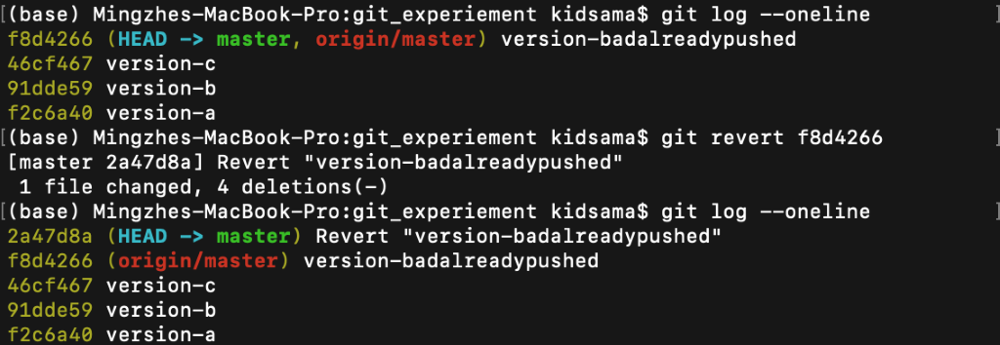 [(base) Mingzhes-MacBook-Pro:git_experiement kidsama$ git log --oneline ]
f8d4266 (HEAD -> master, origin/master) version-badalreadypushed
46cf467 version-c
91dde59 version-b
f2c6a40 version-a
[(base) Mingzhes-MacBook-Pro:git_experiement kidsama$ git revert f8d4266 ]
[master 2a47d8a] Revert "version-badalreadypushed"
 1 file changed, 4 deletions(-)
[(base) Mingzhes-MacBook-Pro:git_experiement kidsama$ git log --oneline ]
2a47d8a (HEAD -> master) Revert "version-badalreadypushed"
f8d4266 (origin/master) version-badalreadypushed
46cf467 version-c
91dde59 version-b
f2c6a40 version-a